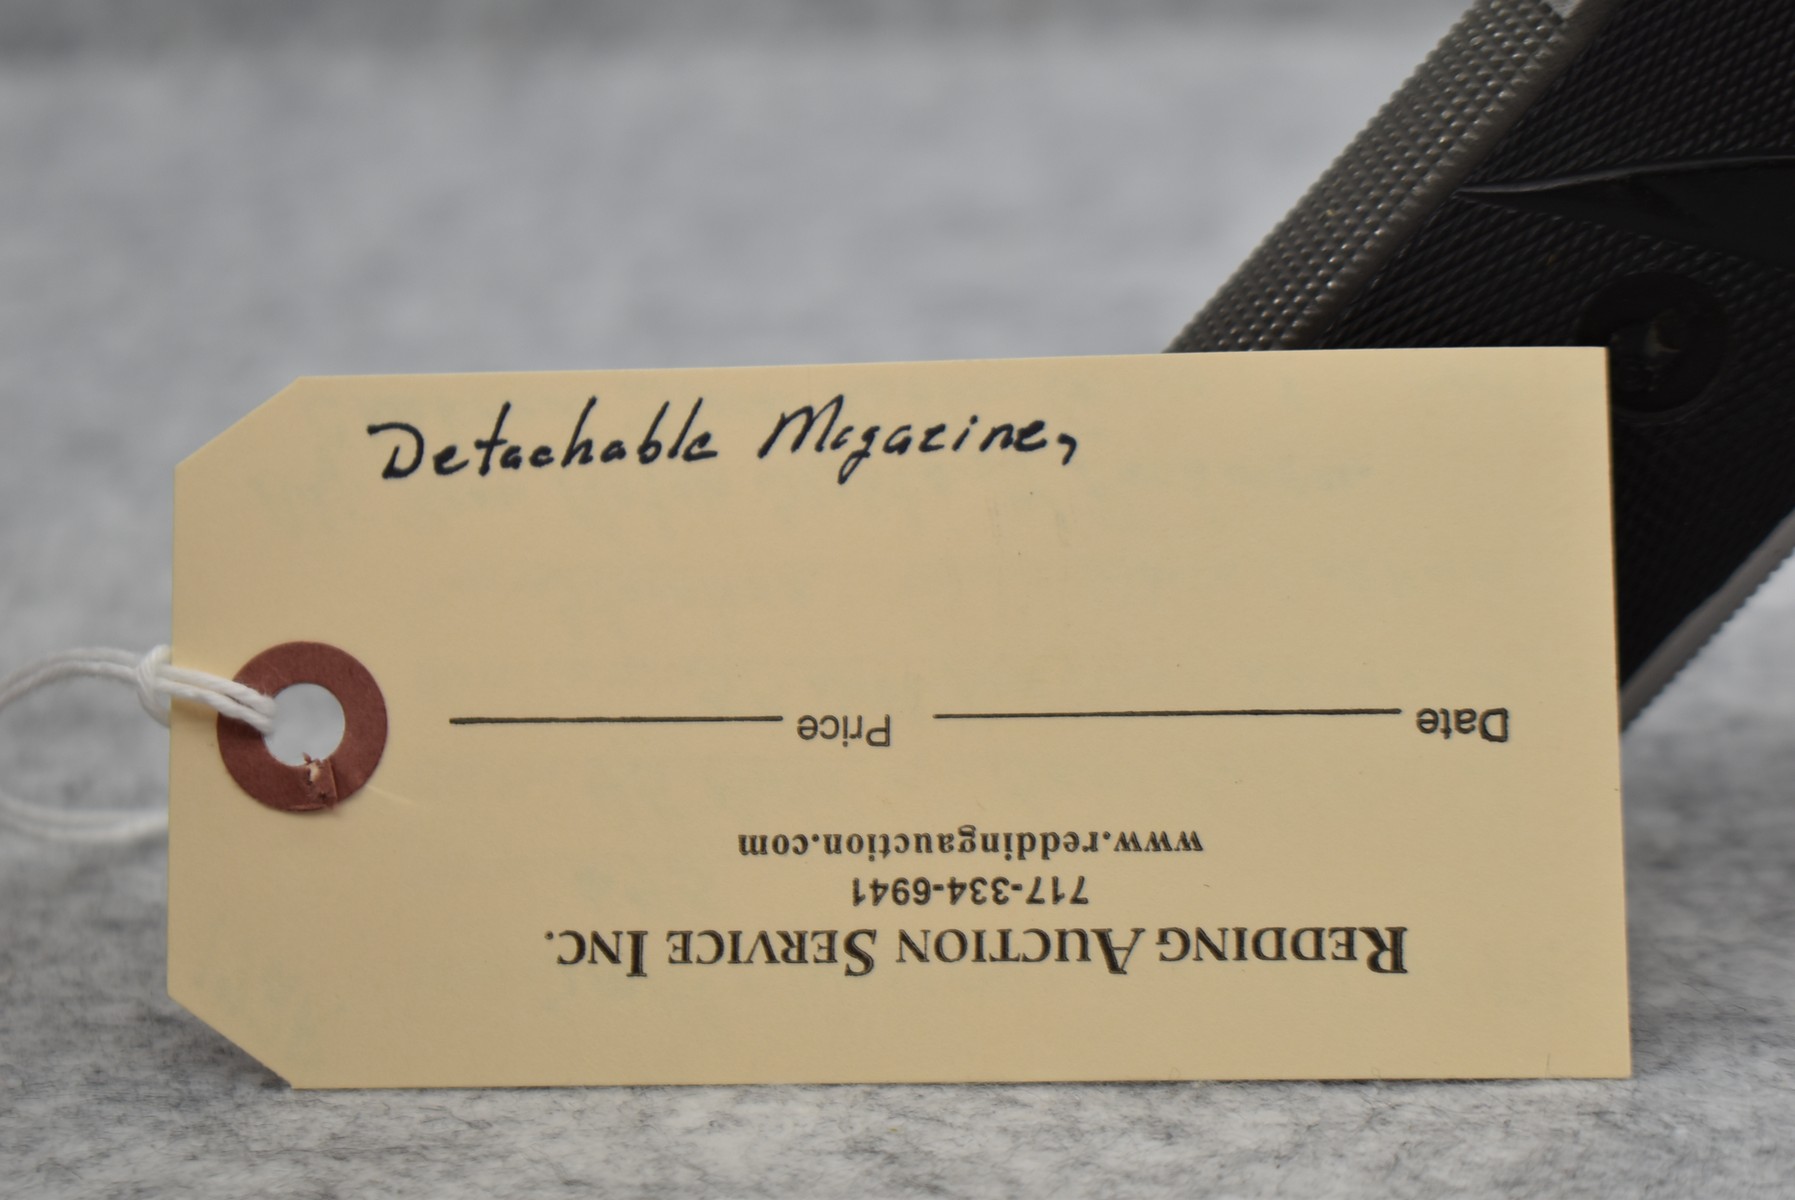 Detachable Magazine,
REDDING AUCTION SERVICE INC.
717-334-6941
www.reddingauction.com
Date Price